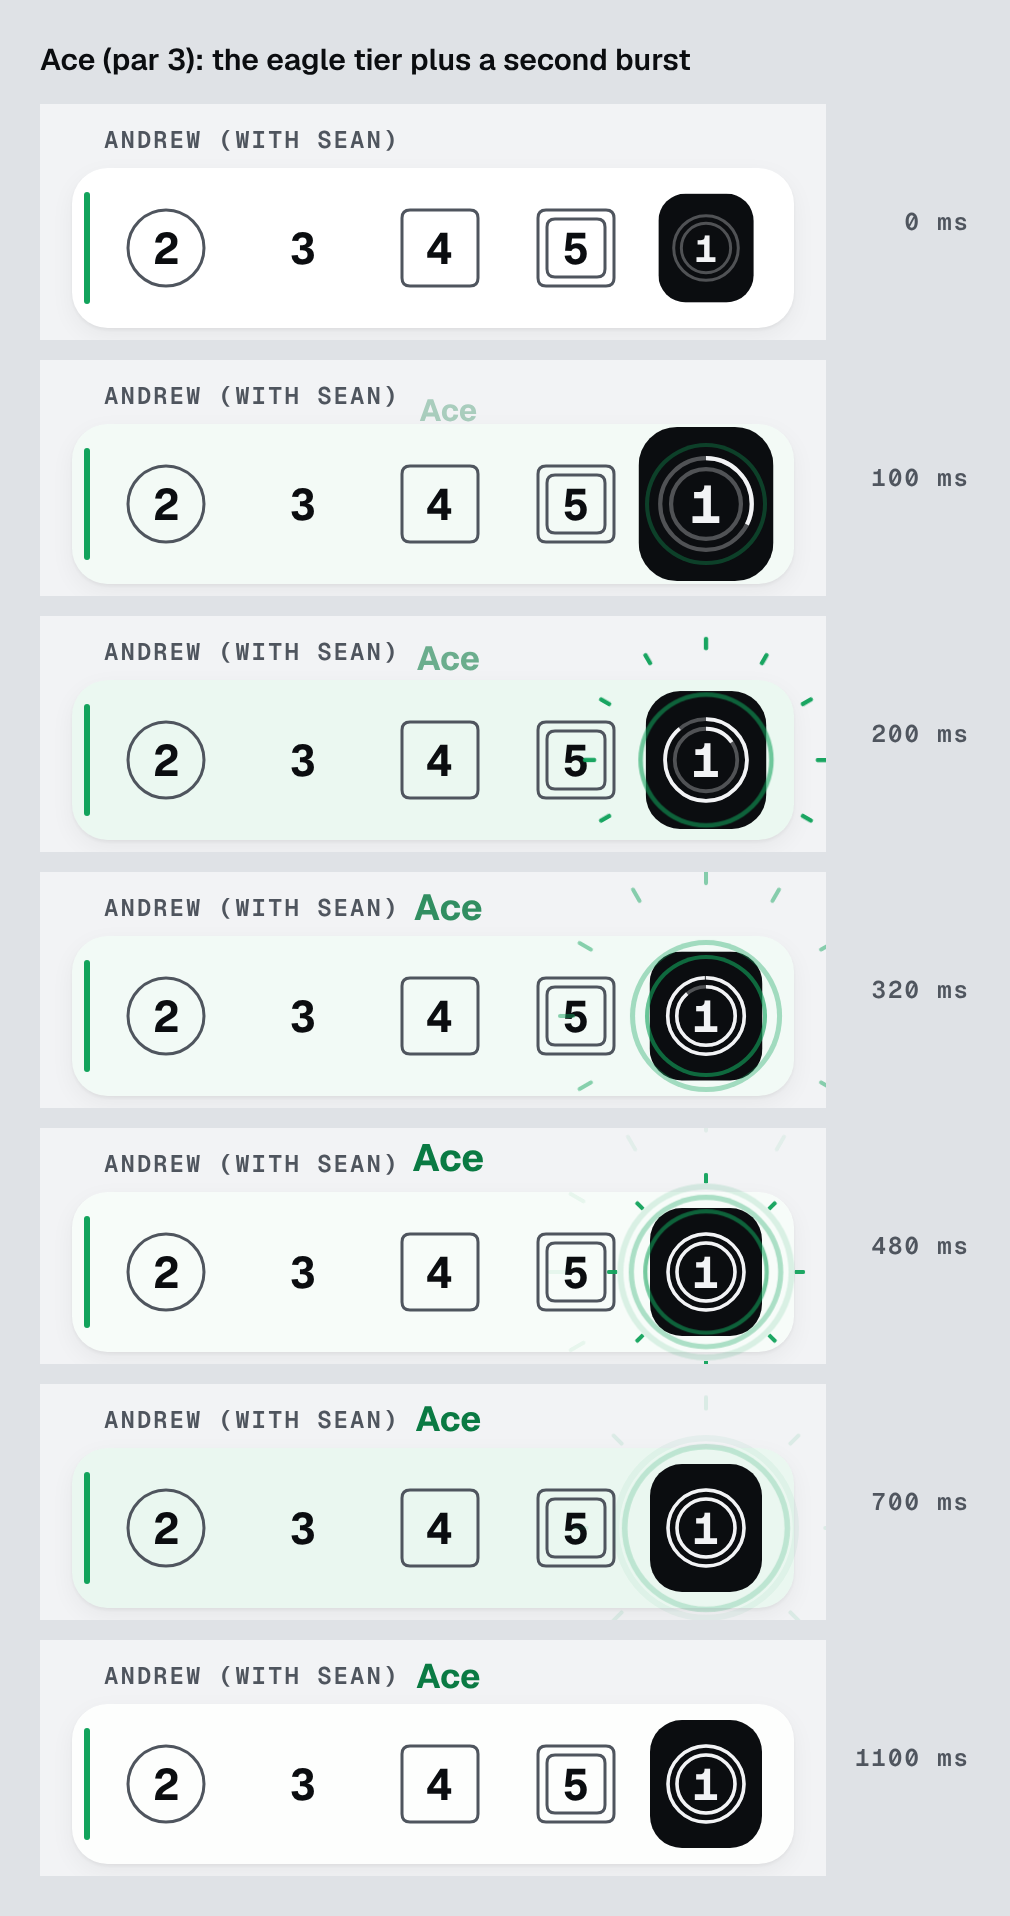 Ace (par 3): the eagle tier plus a second burst
ANDREW (WITH SEAN)
2 3 4 5 1
0 ms
ANDREW (WITH SEAN) Ace
2 3 4 5 1
100 ms
ANDREW (WITH SEAN) Ace
2 3 4 5 1
200 ms
ANDREW (WITH SEAN) Ace
2 3 4 5 1
320 ms
ANDREW (WITH SEAN) Ace
2 3 4 5 1
480 ms
ANDREW (WITH SEAN) Ace
2 3 4 5 1
700 ms
ANDREW (WITH SEAN) Ace
2 3 4 5 1
1100 ms